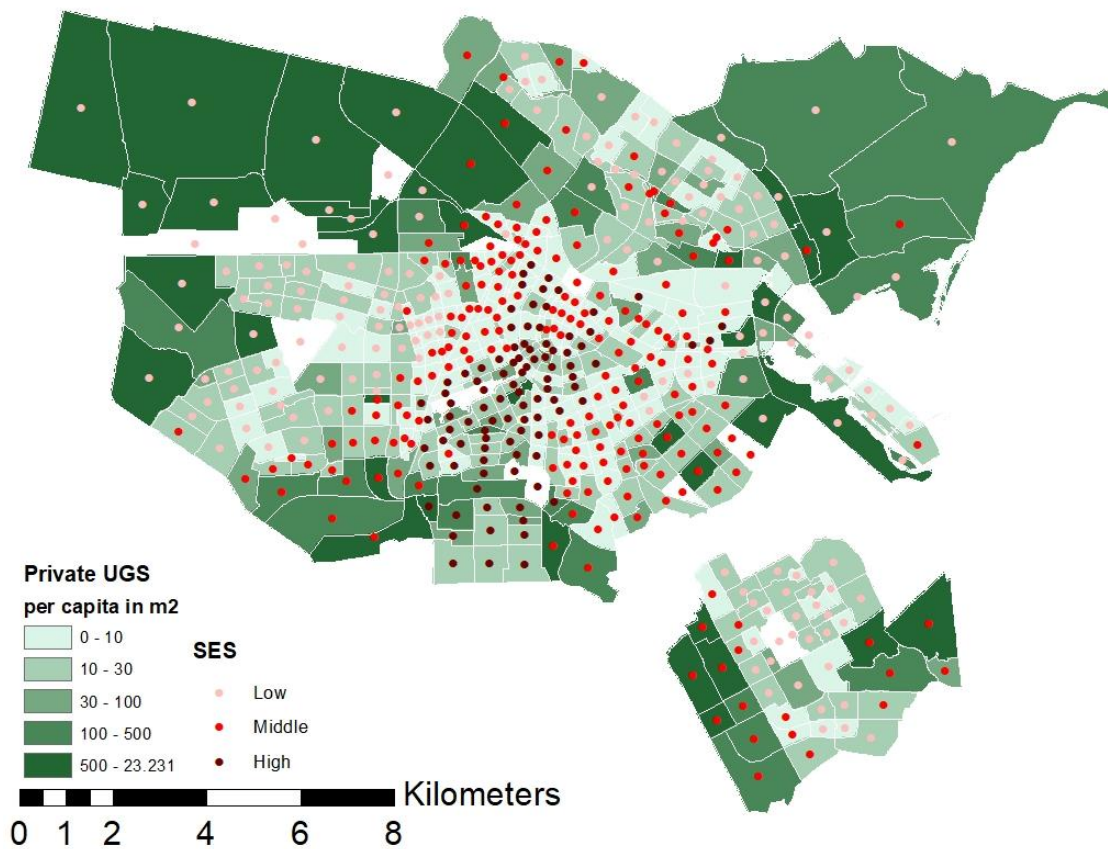 Private UGS
per capita in m2
0 - 10
10 - 30
30 - 100
100 - 500
500 - 23.231
SES
Low
Middle
High
Kilometers
0 1 2 4 6 8